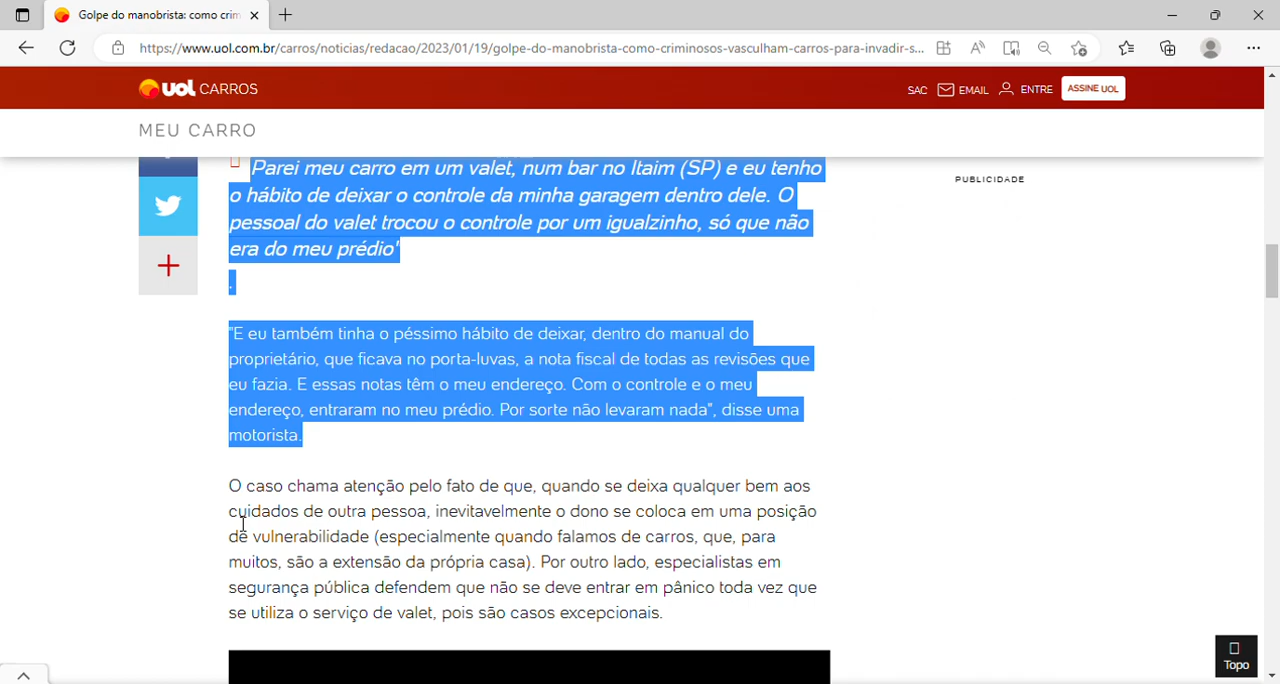 Golpe do manobrista: como crim
https://www.uol.com.br/carros/noticias/redacao/2023/01/19/golpe-do-manobrista-como-criminosos-vasculham-carros-para-invadir-s...
uol CARROS
SAC EMAIL ENTRE ASSINE UOL
MEU CARRO
Parei meu carro em um valet, num bar no Itaim (SP) e eu tenho
o hábito de deixar o controle da minha garagem dentro dele. O
pessoal do valet trocou o controle por um igualzinho, só que não
era do meu prédio"
.
"E eu também tinha o péssimo hábito de deixar, dentro do manual do
proprietário, que ficava no porta-luvas, a nota fiscal de todas as revisões que
eu fazia. E essas notas têm o meu endereço. Com o controle e o meu
endereço, entraram no meu prédio. Por sorte não levaram nada", disse uma
motorista.
O caso chama atenção pelo fato de que, quando se deixa qualquer bem aos
cuidados de outra pessoa, inevitavelmente o dono se coloca em uma posição
de vulnerabilidade (especialmente quando falamos de carros, que, para
muitos, são a extensão da própria casa). Por outro lado, especialistas em
segurança pública defendem que não se deve entrar em pânico toda vez que
se utiliza o serviço de valet, pois são casos excepcionais.
PUBLICIDADE
Topo